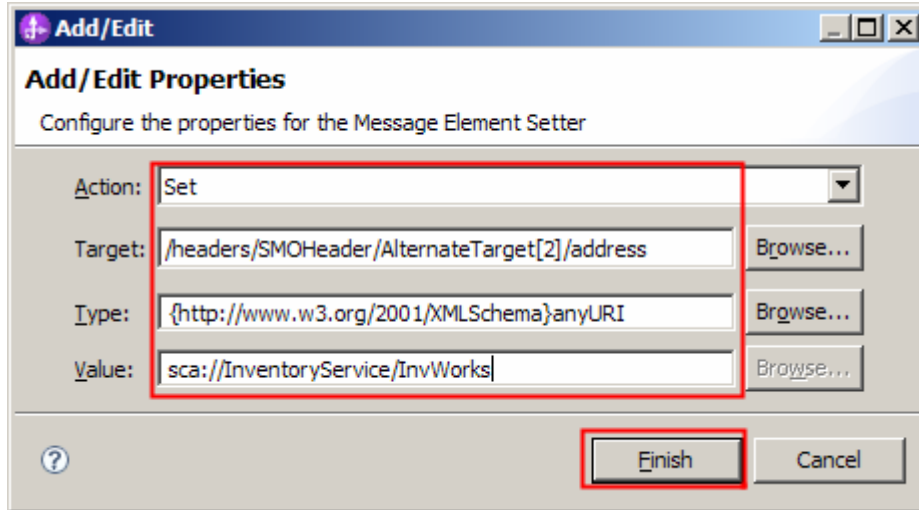 Add/Edit
Add/Edit Properties
Configure the properties for the Message Element Setter
Action: Set
Target: /headers/SMOHeader/AlternateTarget[2]/address Browse...
Type: {http://www.w3.org/2001/XMLSchema}anyURI Browse...
Value: sca://InventoryService/InvWorks Browse...
Finish Cancel